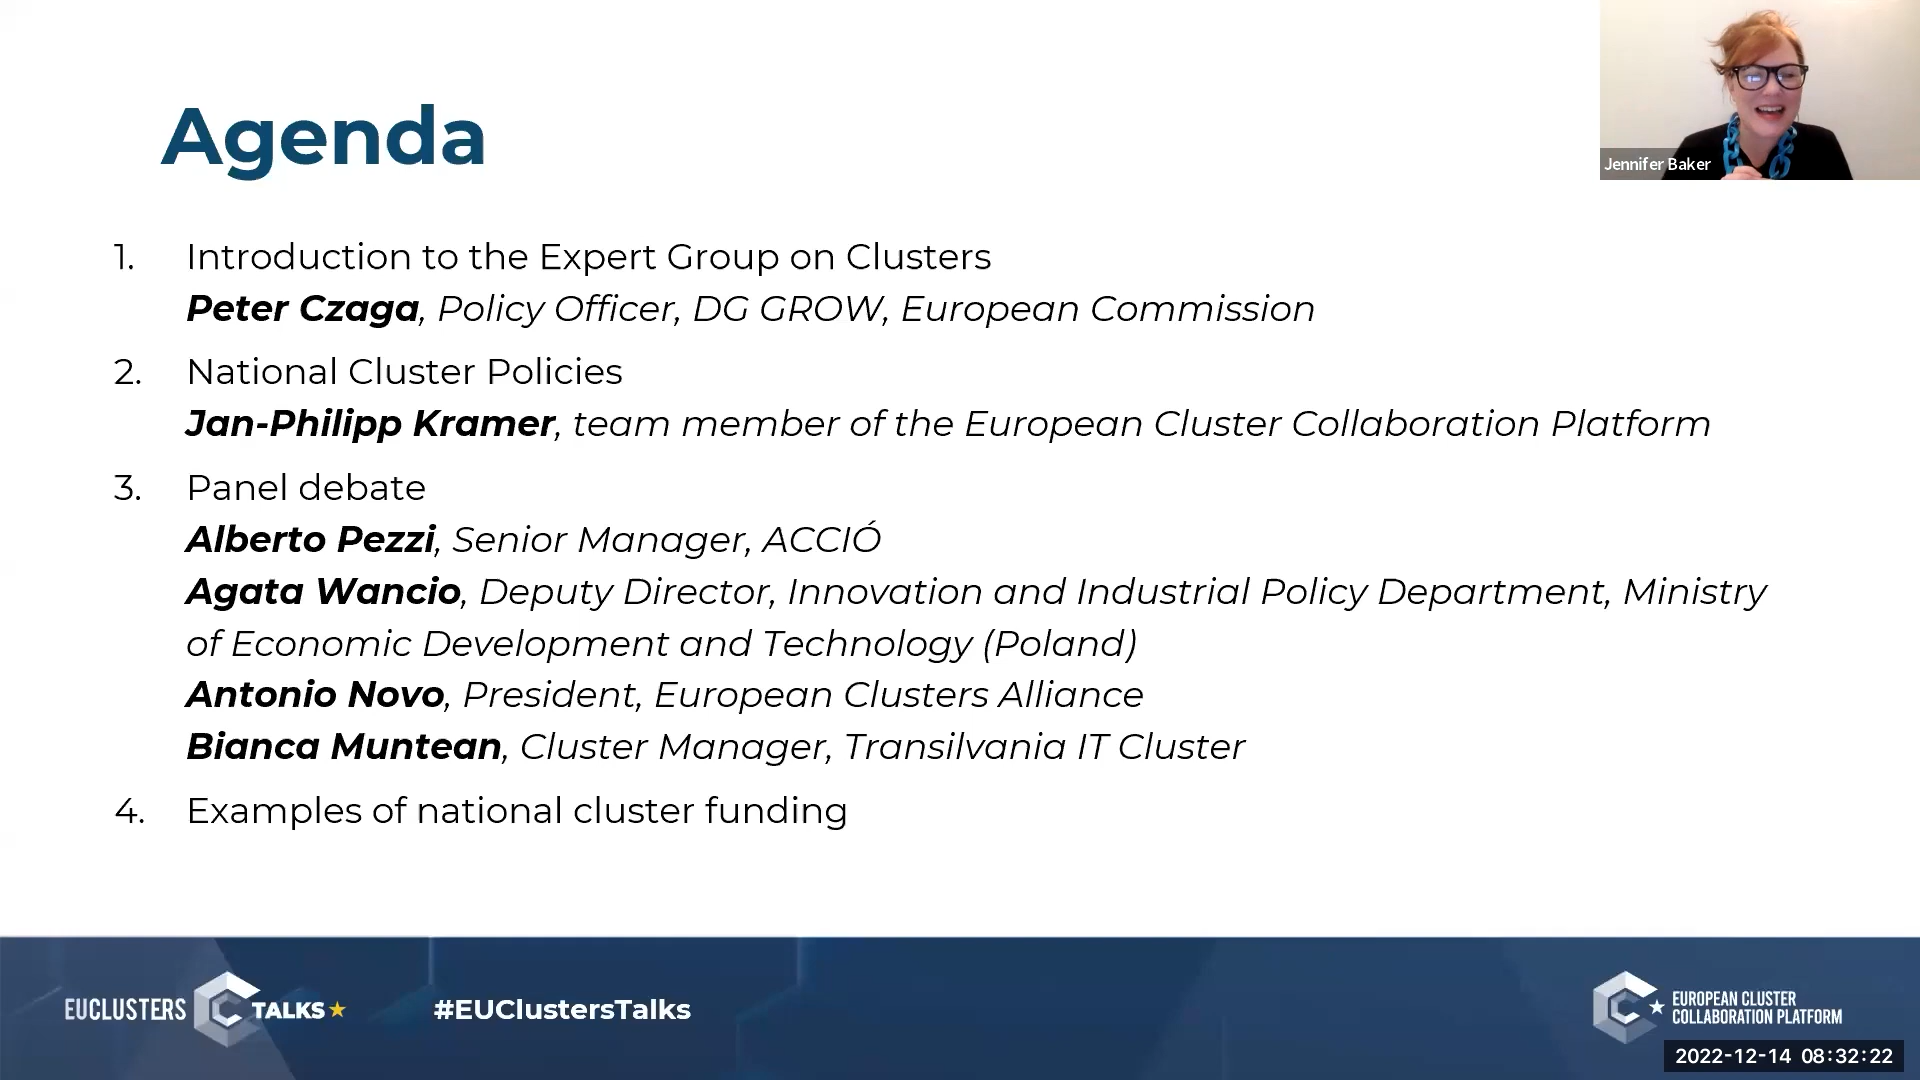 Agenda
Jennifer Baker
1. Introduction to the Expert Group on Clusters
Peter Czaga, Policy Officer, DG GROW, European Commission
2. National Cluster Policies
Jan-Philipp Kramer, team member of the European Cluster Collaboration Platform
3. Panel debate
Alberto Pezzi, Senior Manager, ACCIÓ
Agata Wancio, Deputy Director, Innovation and Industrial Policy Department, Ministry
of Economic Development and Technology (Poland)
Antonio Novo, President, European Clusters Alliance
Bianca Muntean, Cluster Manager, Transilvania IT Cluster
4. Examples of national cluster funding
EUCLUSTERS TALKS
#EUClustersTalks
EUROPEAN CLUSTER
COLLABORATION PLATFORM
2022-12-14 08:32:22